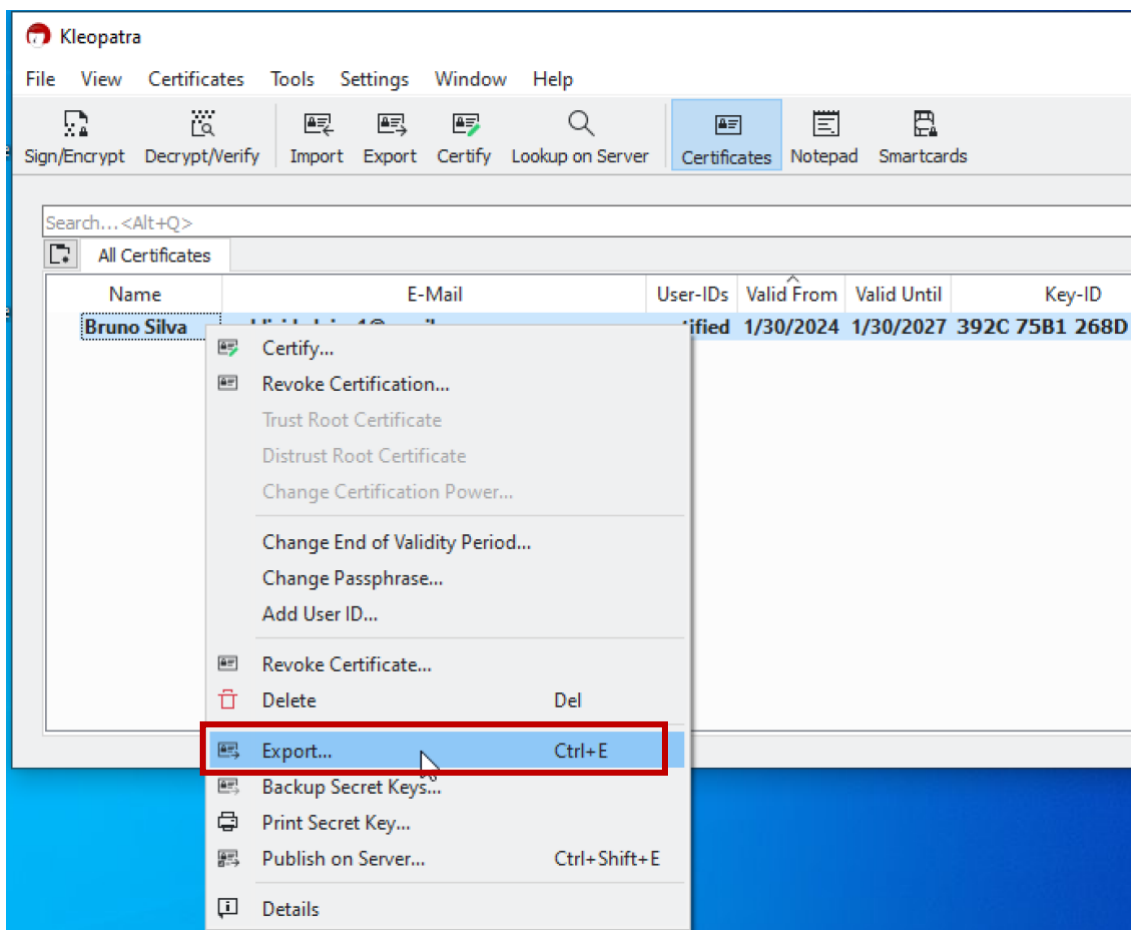 Kleopatra
File View Certificates Tools Settings Window Help
Sign/Encrypt Decrypt/Verify Import Export Certify Lookup on Server Certificates Notepad Smartcards
Search...<Alt+Q>
All Certificates
Name E-Mail User-IDs Valid From Valid Until Key-ID
Bruno Silva 1/30/2024 1/30/2027 392C 75B1 268D
Certify...
Revoke Certification...
Trust Root Certificate
Distrust Root Certificate
Change Certification Power...
Change End of Validity Period...
Change Passphrase...
Add User ID...
Revoke Certificate...
Delete Del
Export... Ctrl+E
Backup Secret Keys...
Print Secret Key...
Publish on Server... Ctrl+Shift+E
Details